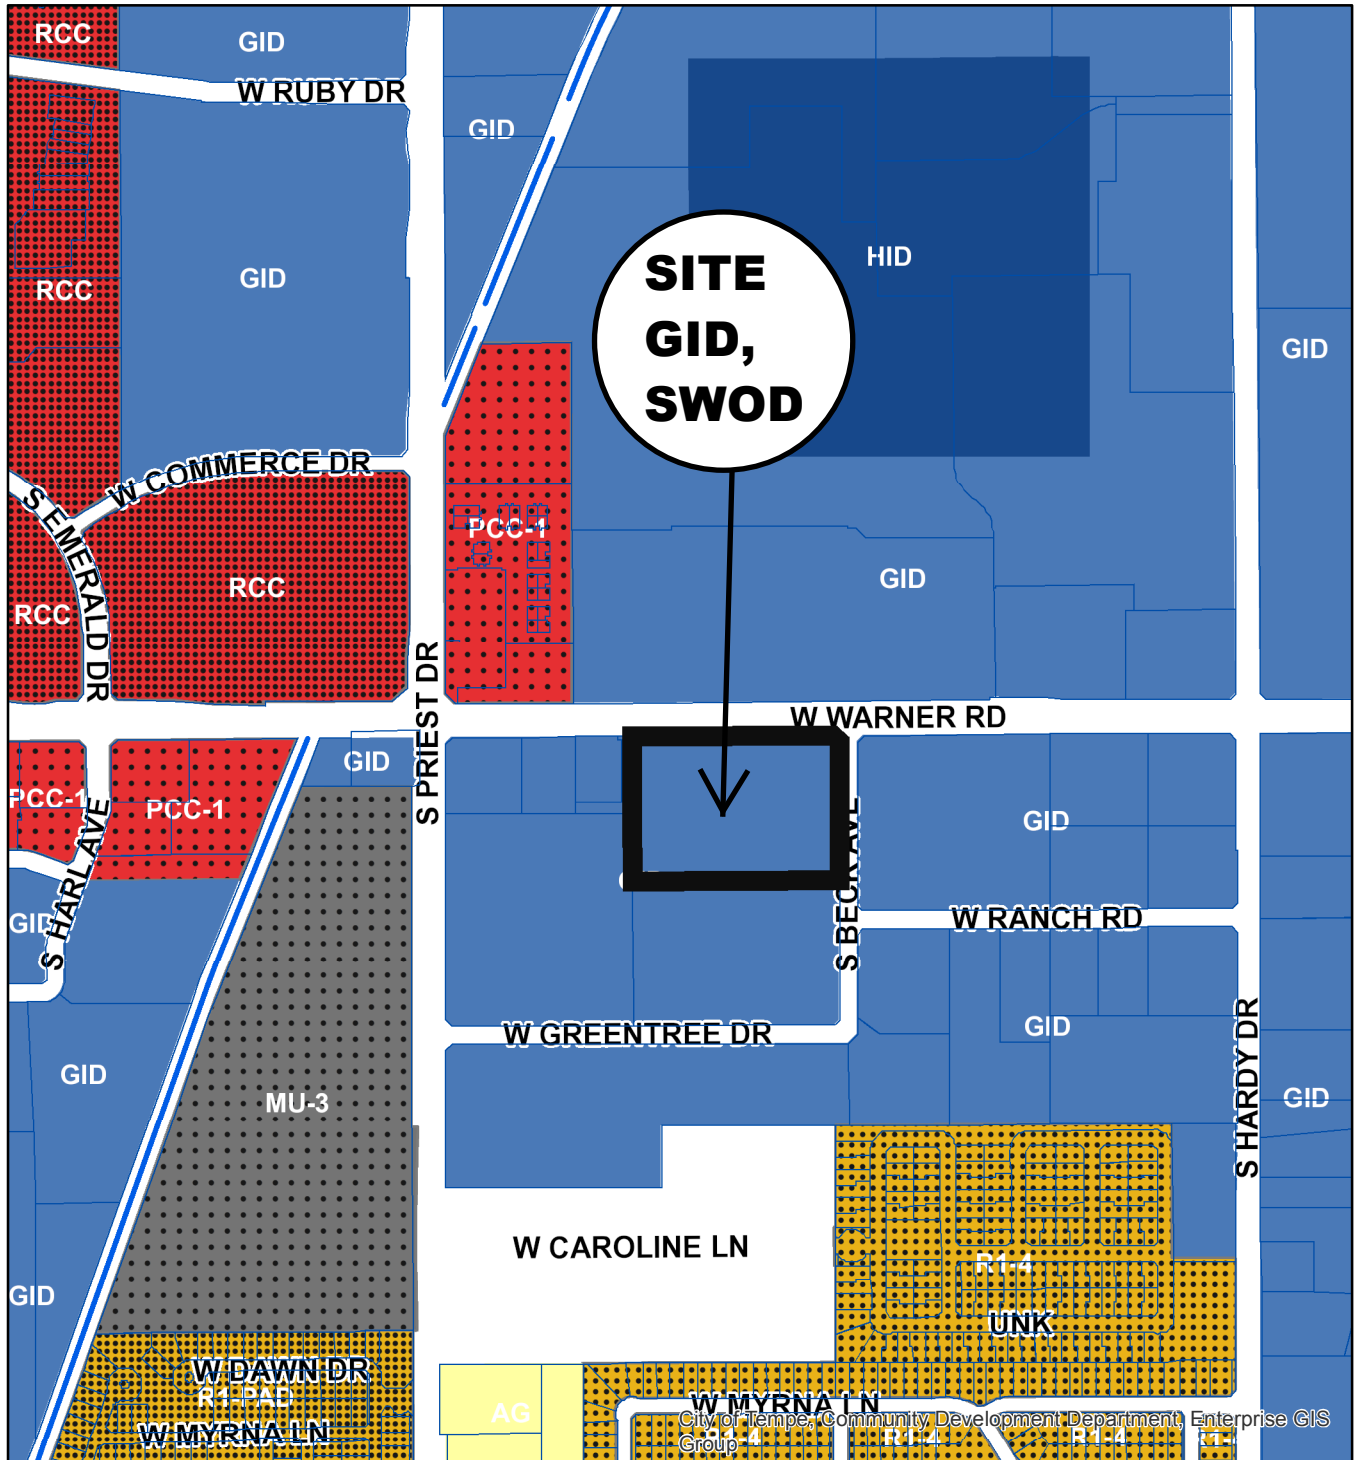 RCC
GID
W RUBY DR
GID
HID
SITE
GID,
SWOD
RCC
GID
GID
W COMMERCE DR
S EMERALD DR
PCC-1
RCC
RCC
GID
S PRIEST DR
W WARNER RD
GID
PCC-1
PCC-1
GID
S HARL AVE
GID
S BECK AVE
W RANCH RD
GID
W GREENTREE DR
GID
S HARDY DR
GID
MU-3
GID
W CAROLINE LN
R1-4
UNK
GID
W DAWN DR
R1-PAD
W MYRNA LN
AG
W MYRNA LN
City of Tempe, Community Development Department, Enterprise GIS
Group
R1-4
R1-4
R1-4